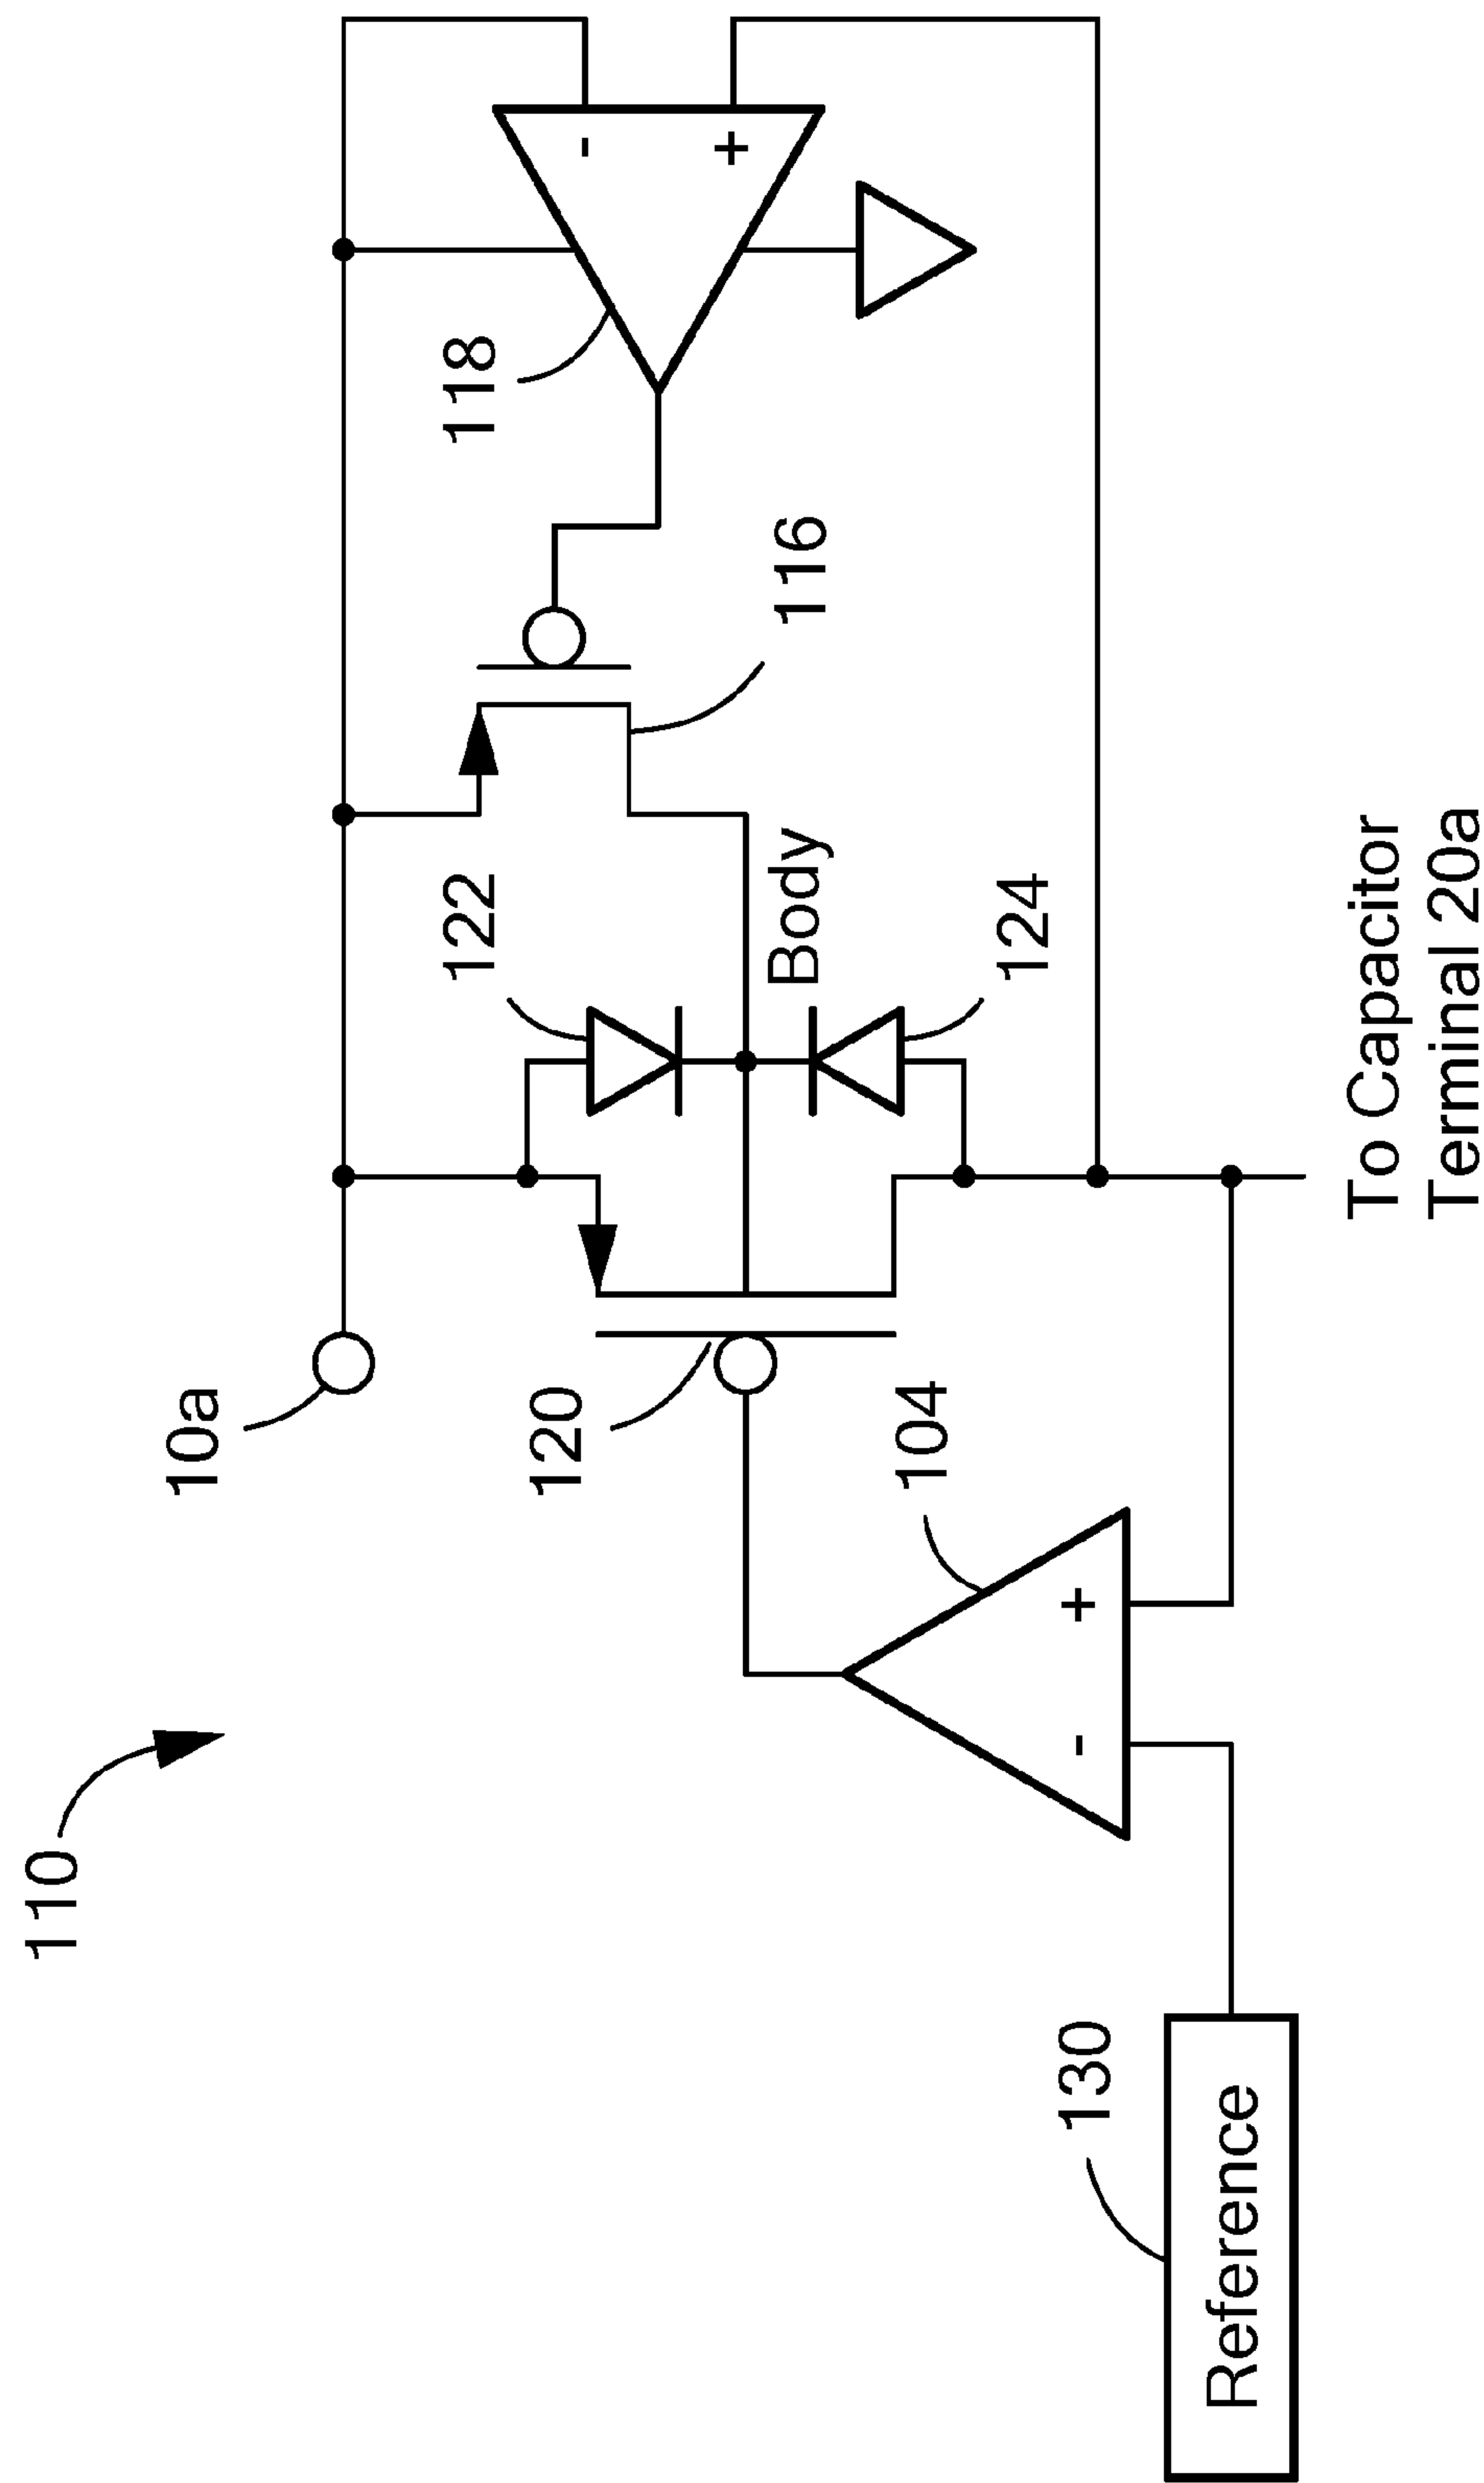 110
10a
122
118
120
Body
116
104
124
-
+
-
+
130
Reference
To Capacitor
Terminal 20a